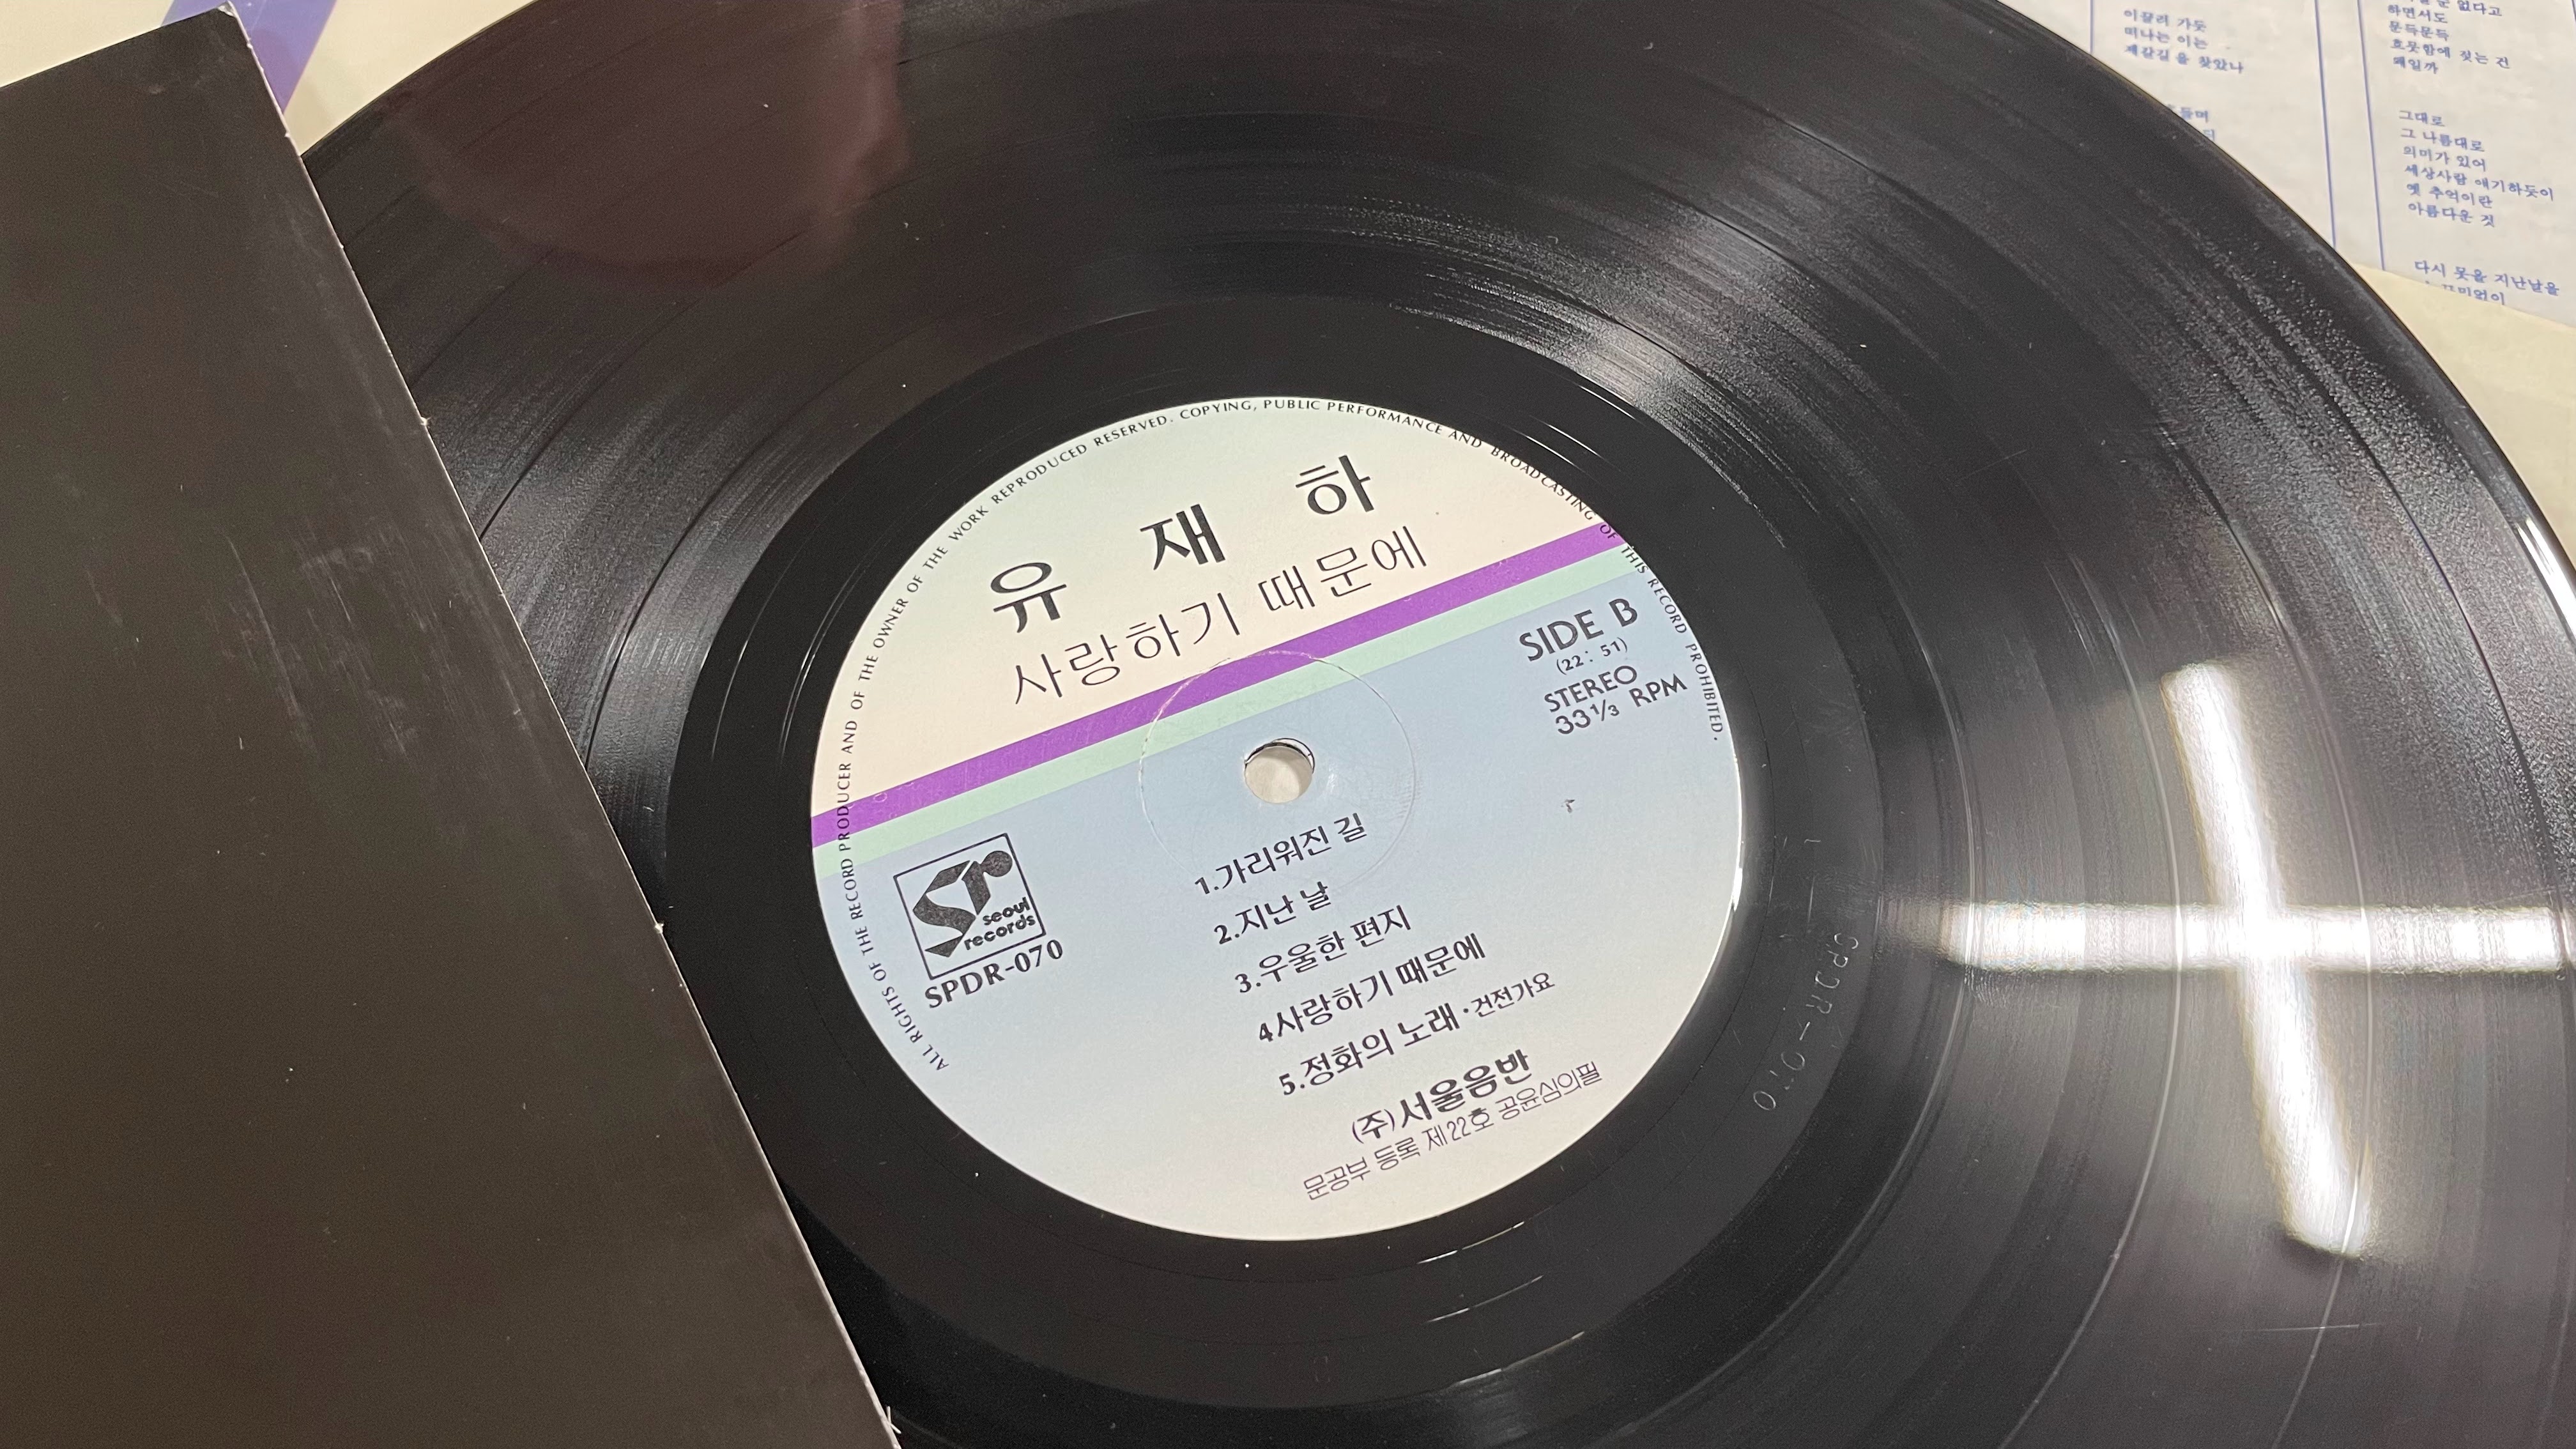 유 재 하
사랑하기 때문에
SIDE B
(22: 51)
STEREO
33⅓ RPM
sr
seoul
records
SPDR-070
1.가리워진 길
2.지난 날
3.우울한 편지
4사랑하기 때문에
5.정화의 노래·건전가요
(주)서울음반
문공부 등록 제22호 공윤심의필
ALL RIGHTS OF THE RECORD PRODUCER AND OF THE OWNER OF THE WORK REPRODUCED RESERVED. COPYING, PUBLIC PERFORMANCE AND BROADCASTING OF THIS RECORD PROHIBITED.
SPDR-070
이끌려 가듯
떠나는 이는
제갈길을 찾았나
없다고
하면서도
문득문득
흐뭇함에 젖는 건
왜일까
그대로
그 나름대로
의미가 있어
세상사람 얘기하듯이
옛 추억이란
아름다운 것
다시 못올 지난날을